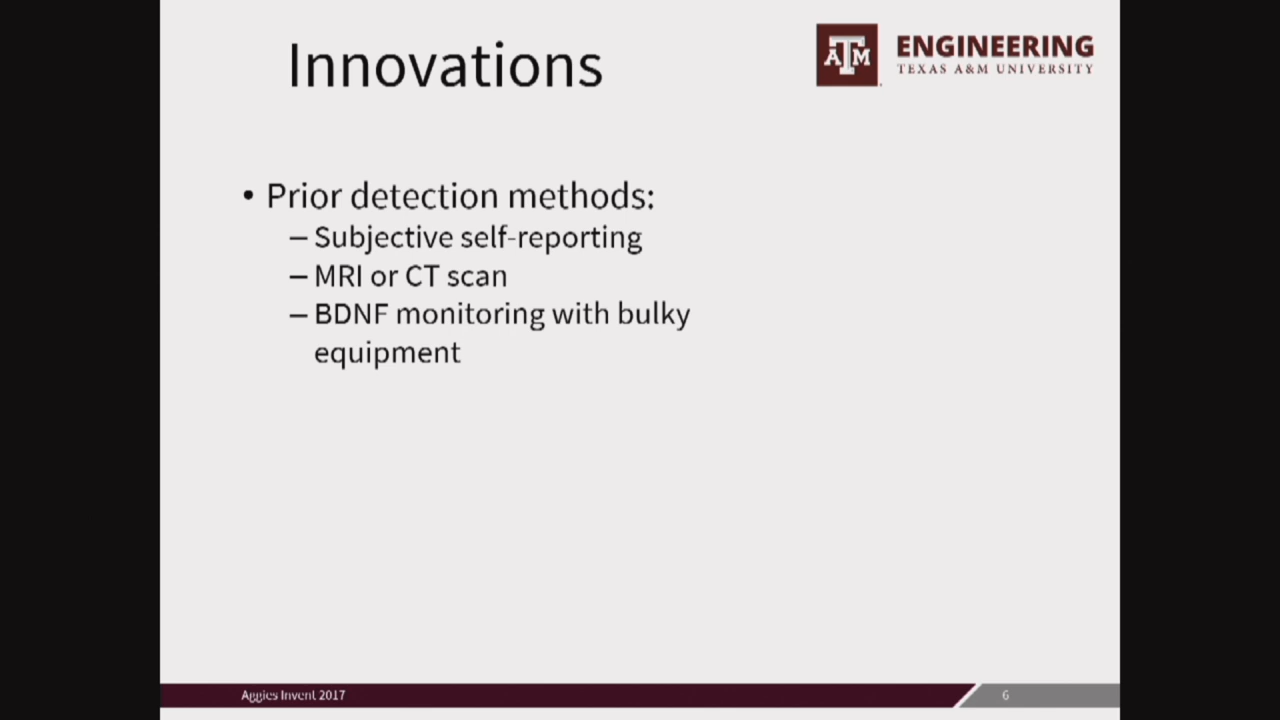 Innovations
ATM
ENGINEERING
TEXAS A&M UNIVERSITY
• Prior detection methods:
– Subjective self-reporting
– MRI or CT scan
– BDNF monitoring with bulky
equipment
Aggies Invent 2017
6